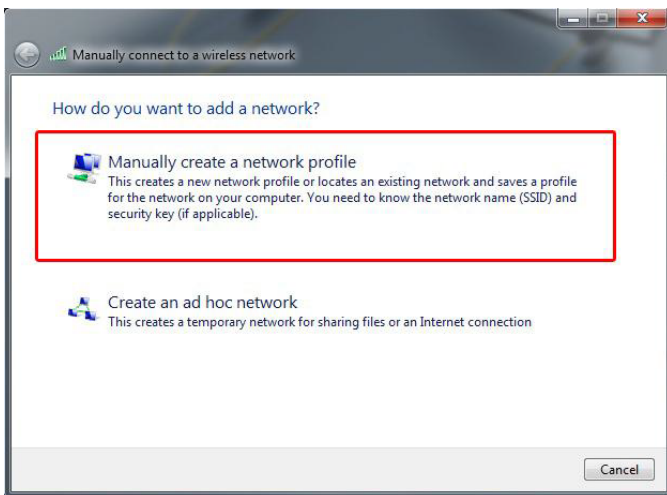 Manually connect to a wireless network
How do you want to add a network?
Manually create a network profile
This creates a new network profile or locates an existing network and saves a profile
for the network on your computer. You need to know the network name (SSID) and
security key (if applicable).
Create an ad hoc network
This creates a temporary network for sharing files or an Internet connection
Cancel